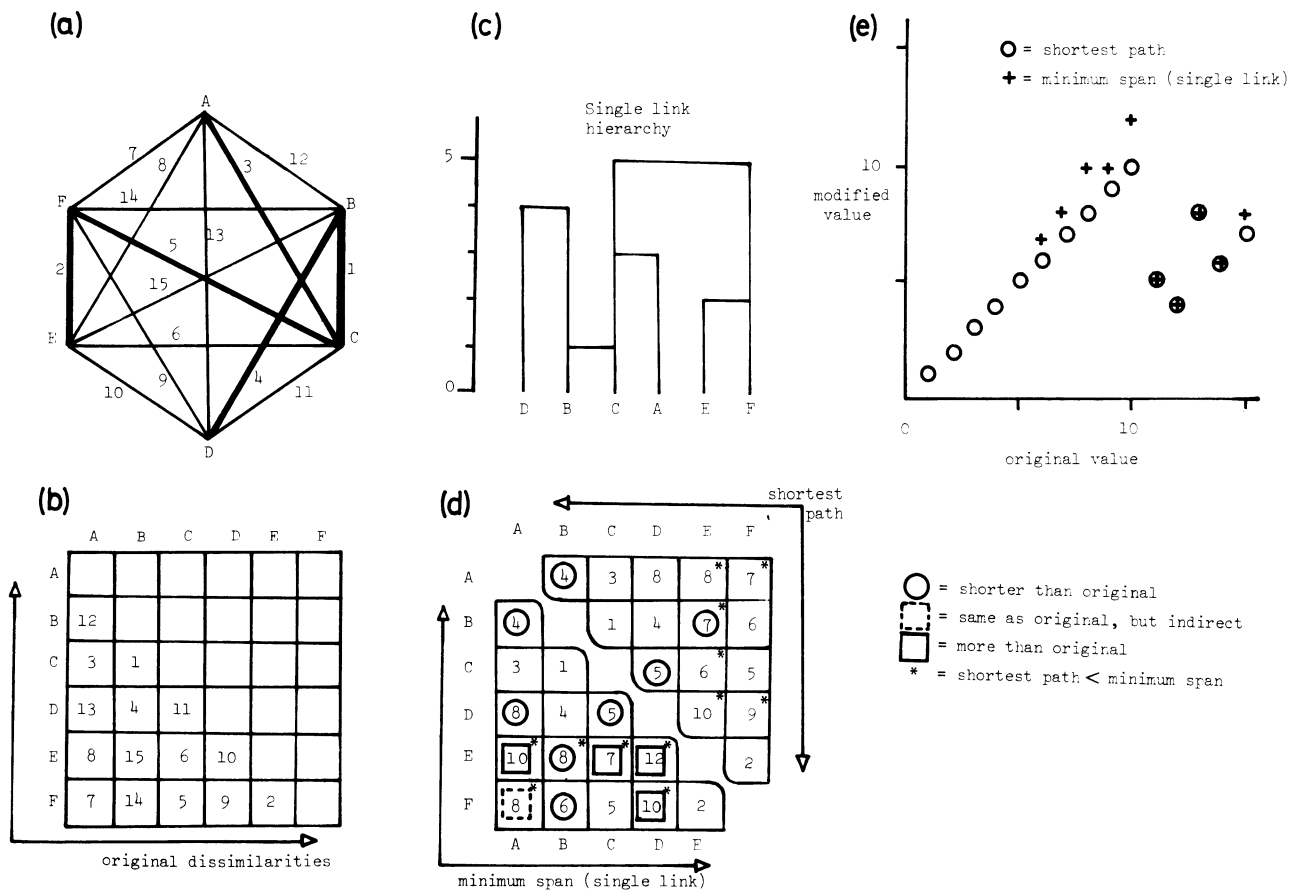 (a)
A
7
8
3
12
14
F
B
5
13
2
1
15
E
6
C
10
9
4
11
D
(b)
A B C D E F
A
B 12
C 3 1
D 13 4 11
E 8 15 6 10
F 7 14 5 9 2
original dissimilarities
(c)
Single link
hierarchy
5
0
D B C A E F
(d)
shortest
path
A B C D E F
A 4 3 8 8* 7*
B 4 1 4 7* 6
C 3 1 5 6* 5
D 8 4 5 10* 9*
E 10* 8* 7* 12* 2
F 8* 6 5 10* 2
A B C D E
minimum span (single link)
(e)
O = shortest path
+ = minimum span (single link)
10
modified
value
0 10
original value
= shorter than original
= same as original, but indirect
= more than original
* = shortest path < minimum span